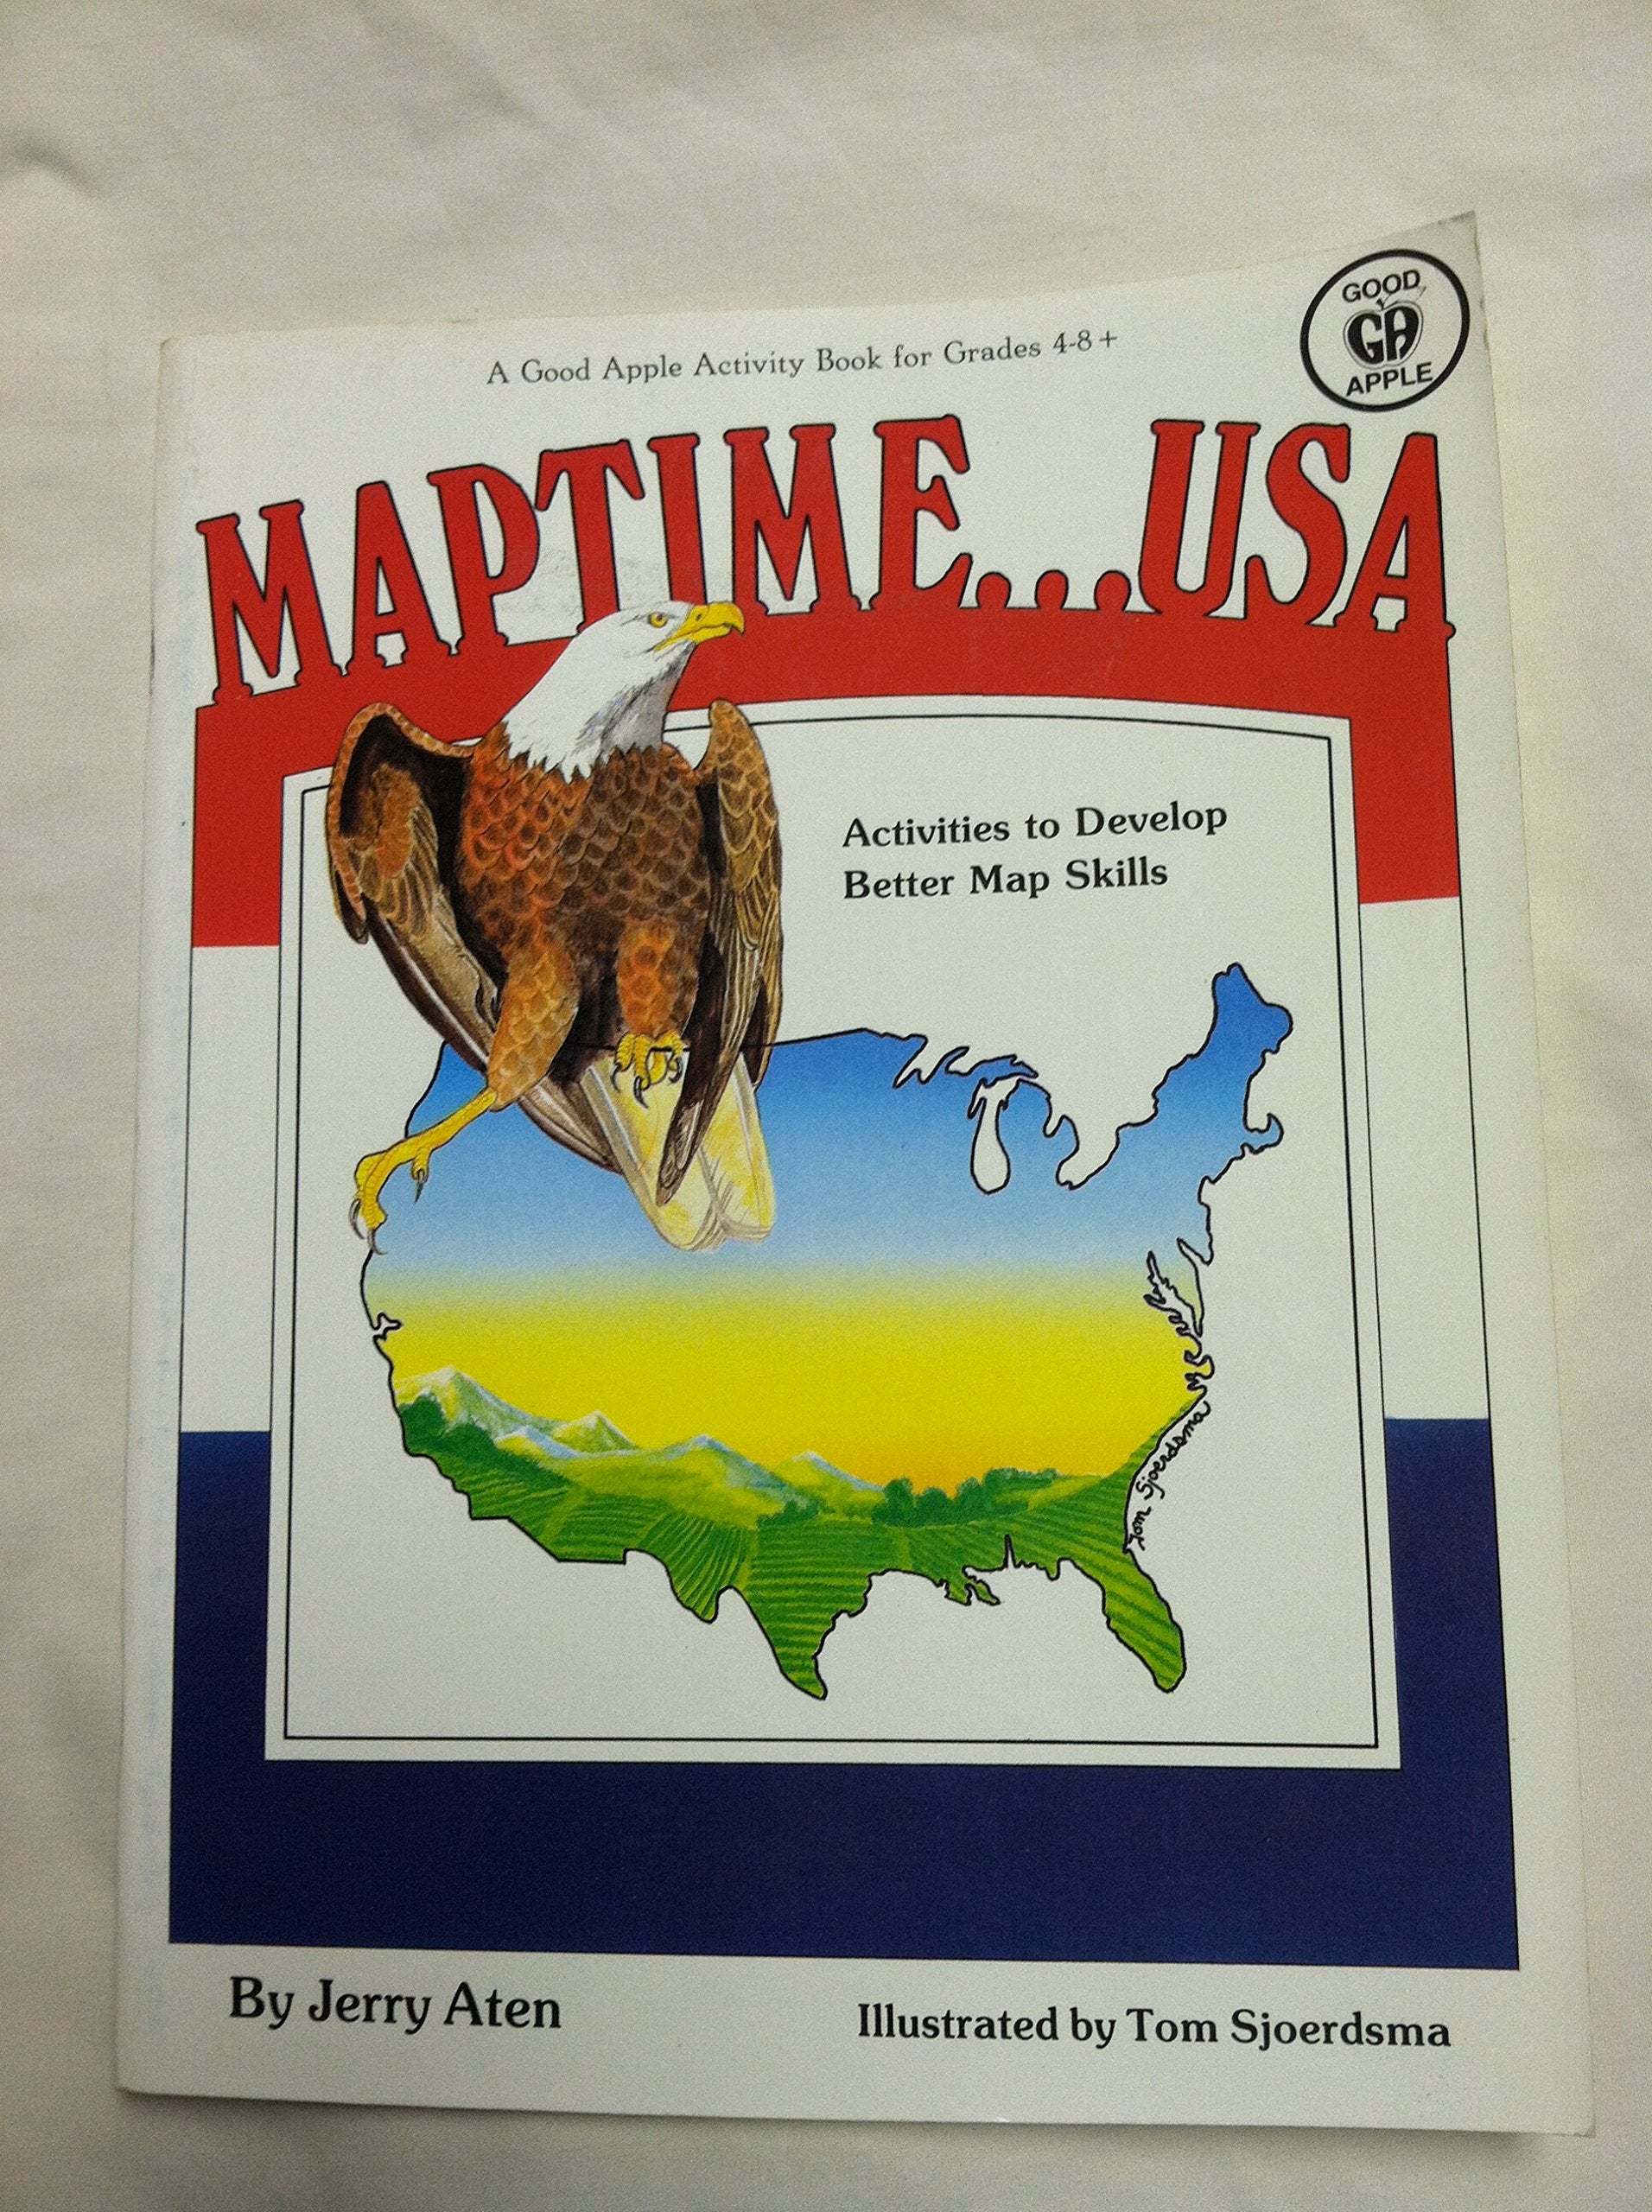 A Good Apple Activity Book for Grades 4-8+
GOOD
GA
APPLE
MAPTIME...USA
Activities to Develop
Better Map Skills
Tom Sjoerdsma
By Jerry Aten
Illustrated by Tom Sjoerdsma